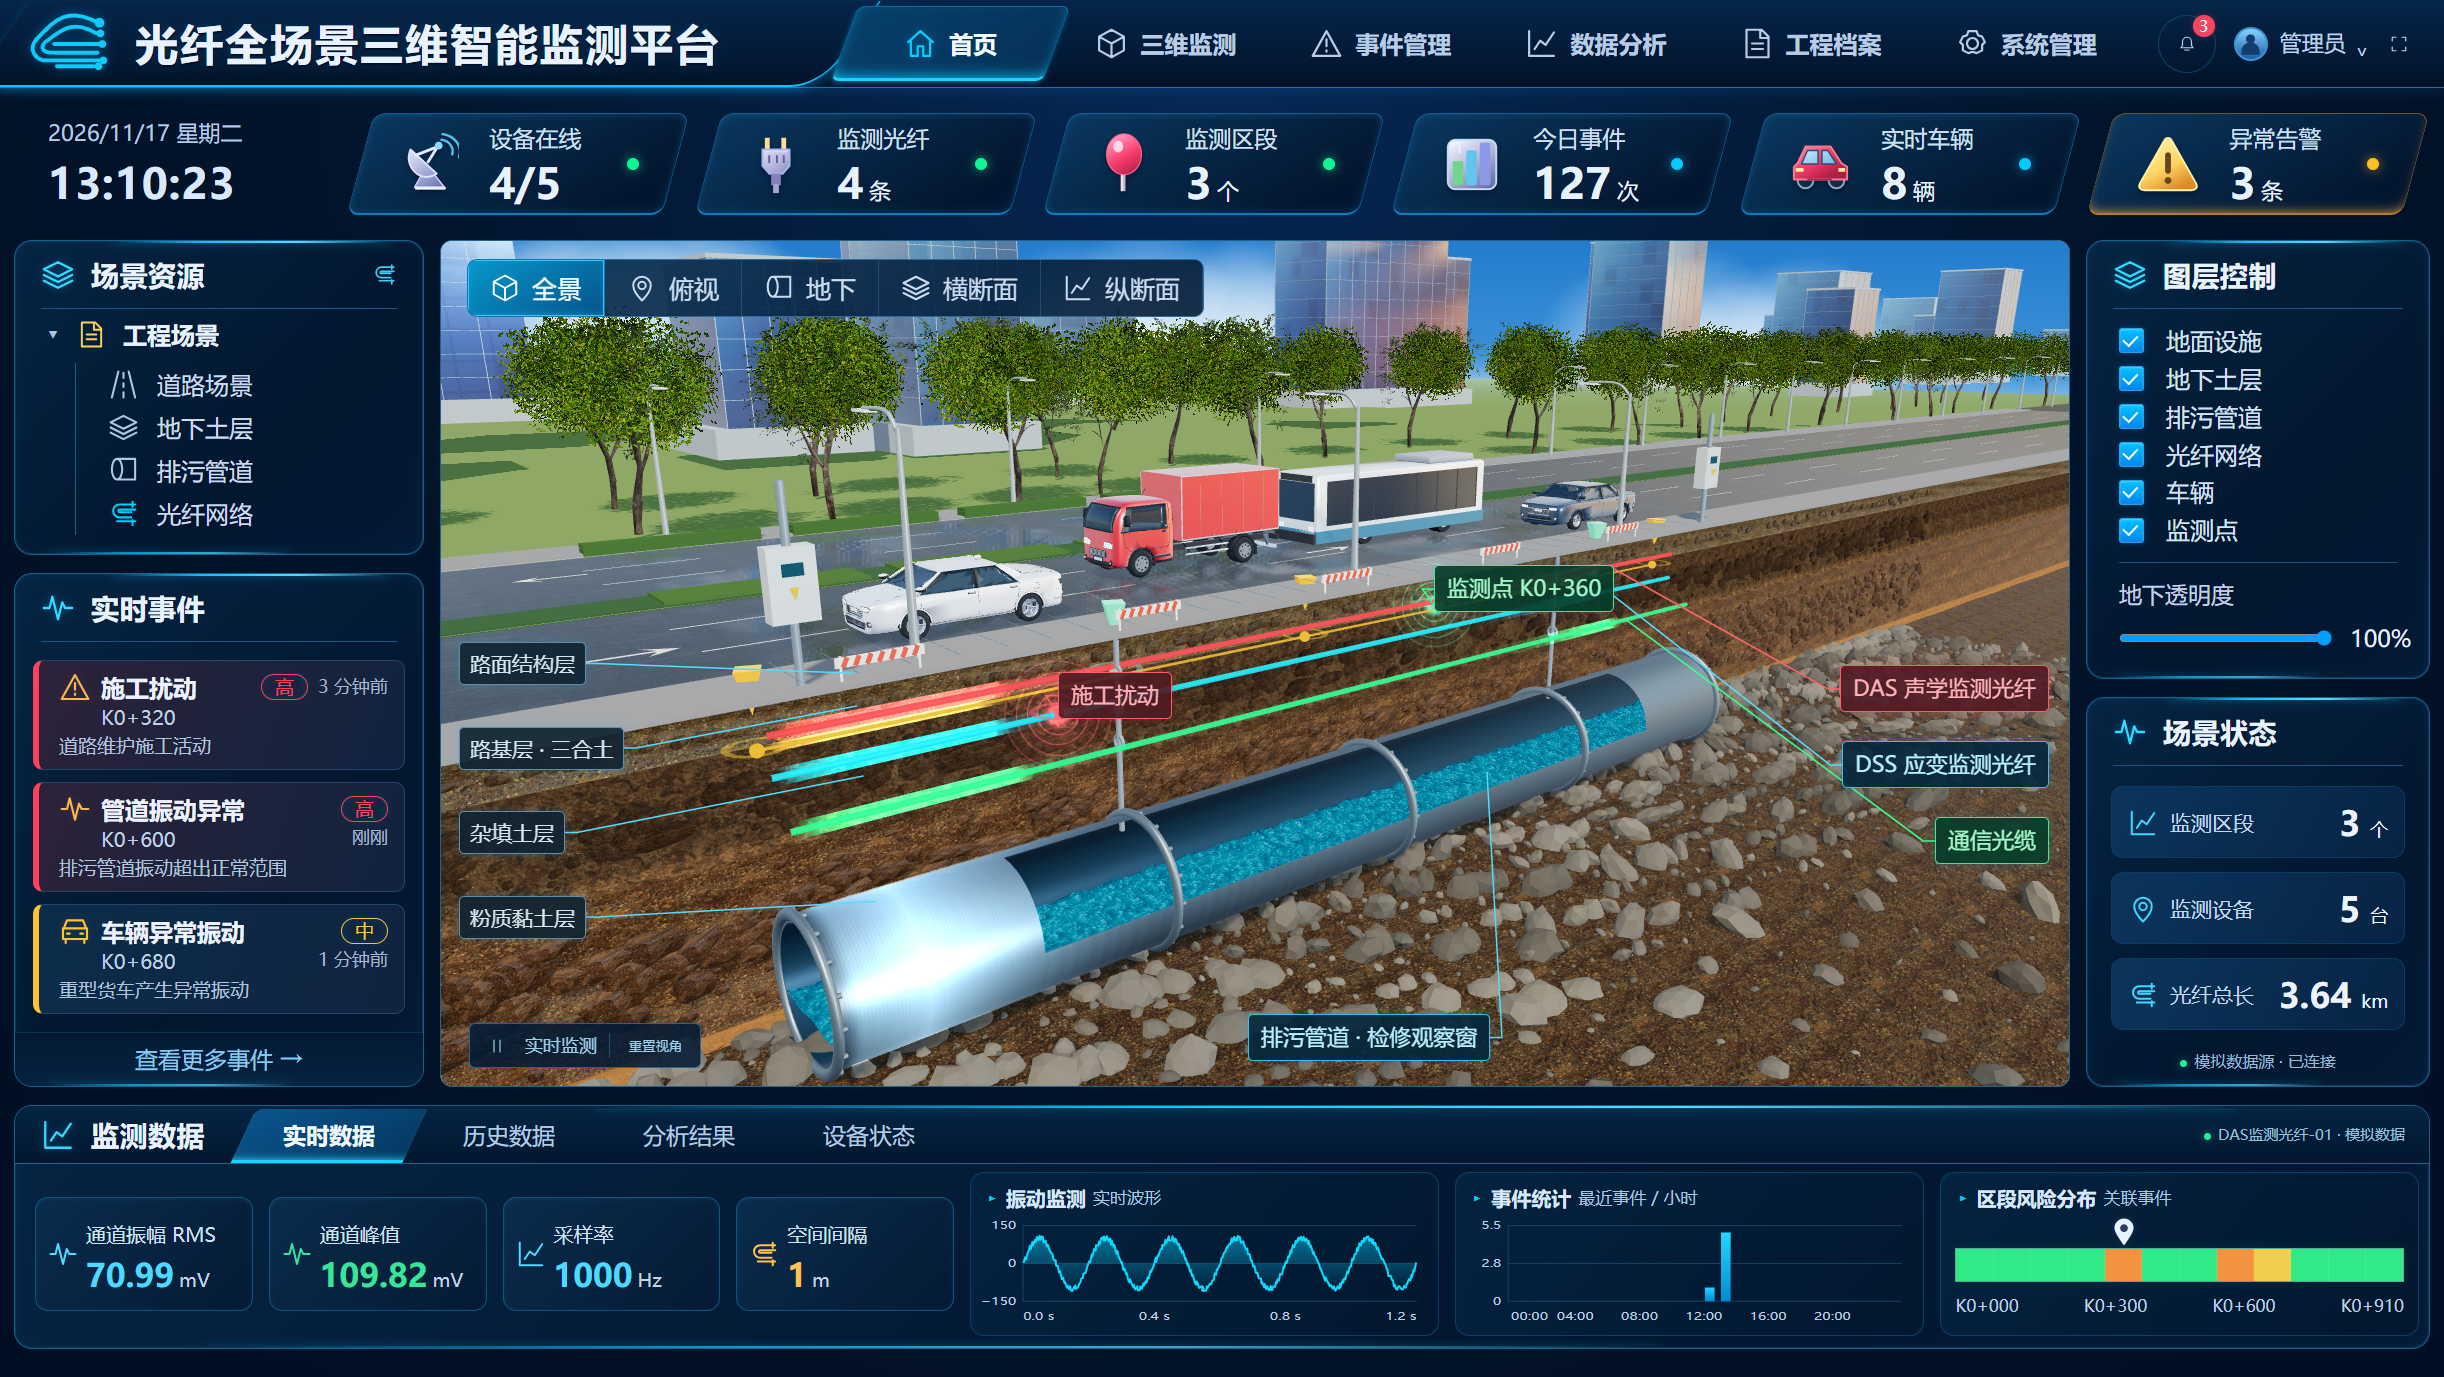 光纤全场景三维智能监测平台
首页
三维监测
事件管理
数据分析
工程档案
系统管理
3
管理员
2026/11/17 星期二
13:10:23
设备在线
4/5
监测光纤
4 条
监测区段
3 个
今日事件
127 次
实时车辆
8 辆
异常告警
3 条
场景资源
工程场景
道路场景
地下土层
排污管道
光纤网络
实时事件
施工扰动 高 3 分钟前
K0+320
道路维护施工活动
管道振动异常 高
K0+600 刚刚
排污管道振动超出正常范围
车辆异常振动 中
K0+680 1 分钟前
重型货车产生异常振动
查看更多事件 →
全景
俯视
地下
横断面
纵断面
监测点 K0+360
路面结构层
施工扰动
DAS 声学监测光纤
路基层 · 三合土
DSS 应变监测光纤
杂填土层
通信光缆
粉质黏土层
排污管道 · 检修观察窗
实时监测
重置视角
图层控制
地面设施
地下土层
排污管道
光纤网络
车辆
监测点
地下透明度
100%
场景状态
监测区段 3 个
监测设备 5 台
光纤总长 3.64 km
模拟数据源 · 已连接
监测数据
实时数据
历史数据
分析结果
设备状态
DAS监测光纤-01 · 模拟数据
通道振幅 RMS
70.99 mV
通道峰值
109.82 mV
采样率
1000 Hz
空间间隔
1 m
振动监测 实时波形
150
0
−150
0.0 s 0.4 s 0.8 s 1.2 s
事件统计 最近事件 / 小时
5.5
2.8
0
00:00 04:00 08:00 12:00 16:00 20:00
区段风险分布 关联事件
K0+000 K0+300 K0+600 K0+910